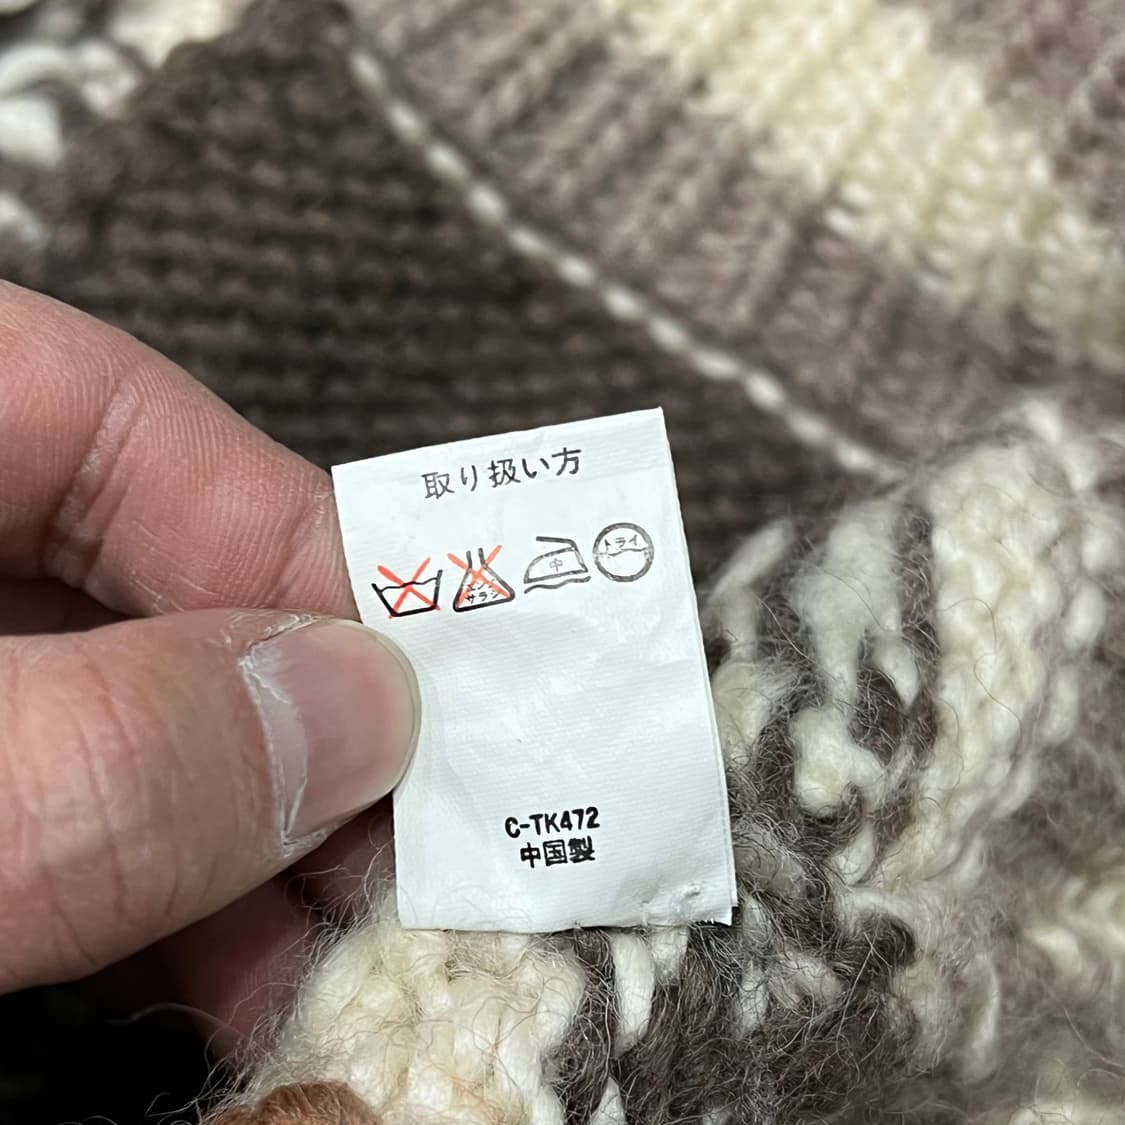 取り扱い方
エンソ
サラシ
中
ドライ
C-TK472
中国製